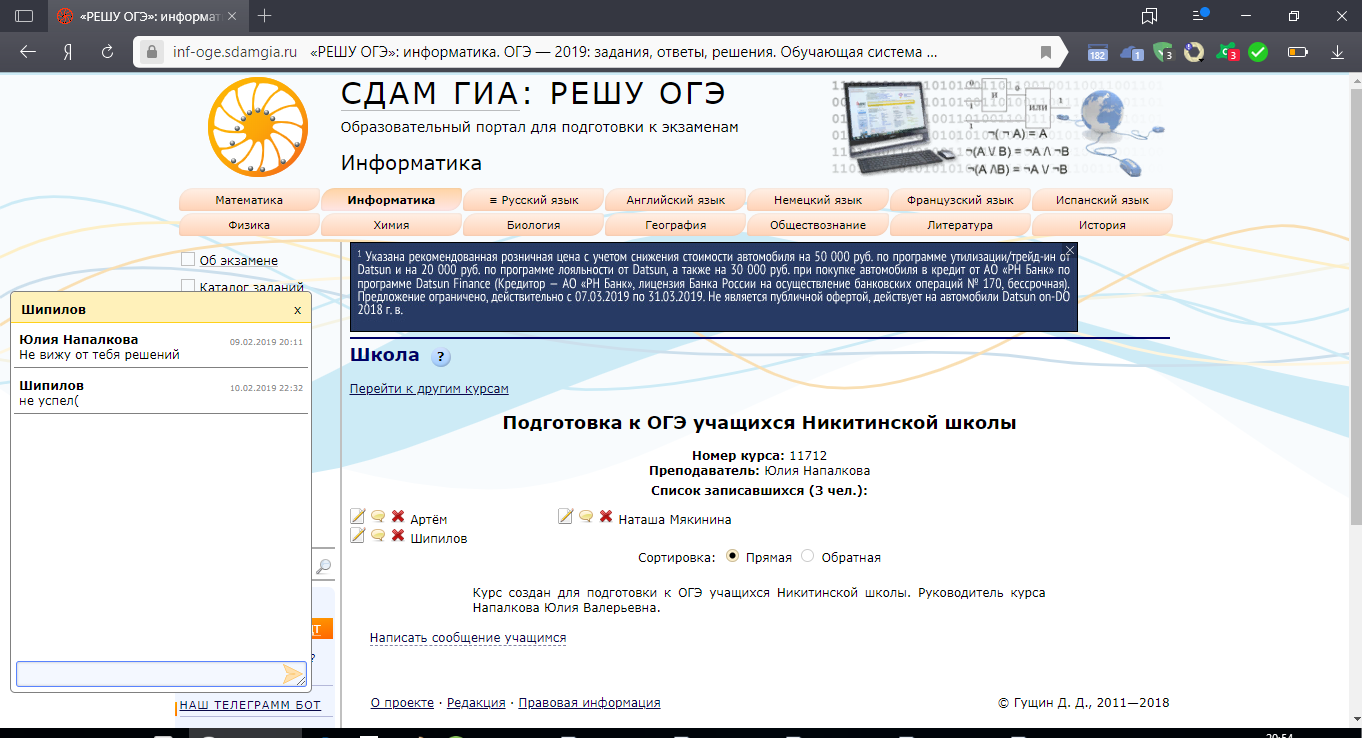 «РЕШУ ОГЭ»: информат
Я
inf-oge.sdamgia.ru «РЕШУ ОГЭ»: информатика. ОГЭ — 2019: задания, ответы, решения. Обучающая система ...
182
1
3
3
СДАМ ГИА: РЕШУ ОГЭ
Образовательный портал для подготовки к экзаменам
Информатика
И
ИЛИ
¬(¬ A) = A
¬(A \/ B) = ¬A /\ ¬B
¬(A /\ B) = ¬A \/ ¬B
Математика Информатика ≡ Русский язык Английский язык Немецкий язык Французский язык Испанский язык
Физика Химия Биология География Обществознание Литература История
Об экзамене
Каталог заданий
1 Указана рекомендованная розничная цена с учетом снижения стоимости автомобиля на 50 000 руб. по программе утилизации/трейд-ин от
Datsun и на 20 000 руб. по программе лояльности от Datsun, а также на 30 000 руб. при покупке автомобиля в кредит от АО «РН Банк» по
программе Datsun Finance (Кредитор — АО «РН Банк», лицензия Банка России на осуществление банковских операций № 170, бессрочная).
Предложение ограничено, действительно с 07.03.2019 по 31.03.2019. Не является публичной офертой, действует на автомобили Datsun on-DO
2018 г. в.
Шипилов x
Юлия Напалкова 09.02.2019 20:11
Не вижу от тебя решений
Шипилов 10.02.2019 22:32
не успел(
Школа ?
Перейти к другим курсам
Подготовка к ОГЭ учащихся Никитинской школы
Номер курса: 11712
Преподаватель: Юлия Напалкова
Список записавшихся (3 чел.):
Артём Наташа Мякинина
Шипилов
Сортировка: Прямая Обратная
Курс создан для подготовки к ОГЭ учащихся Никитинской школы. Руководитель курса
Напалкова Юлия Валерьевна.
Написать сообщение учащимся
?
НАШ ТЕЛЕГРАММ БОТ
О проекте · Редакция · Правовая информация
© Гущин Д. Д., 2011—2018